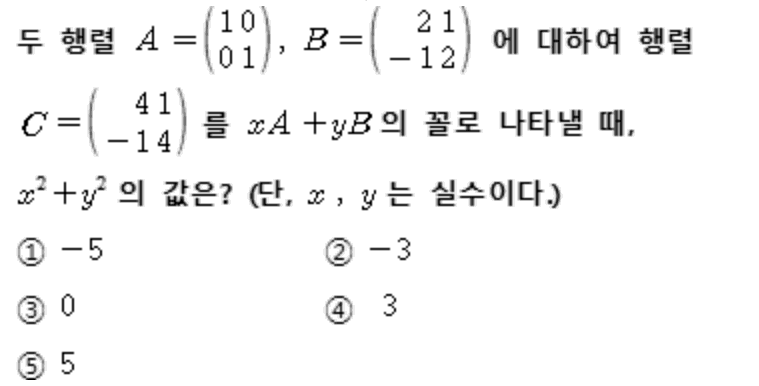 두 행렬 A = (1 0 / 0 1), B = (2 1 / −1 2) 에 대하여 행렬
C = (4 1 / −1 4) 를 xA + yB 의 꼴로 나타낼 때,
x² + y² 의 값은? (단, x , y 는 실수이다.)
① −5 ② −3
③ 0 ④ 3
⑤ 5